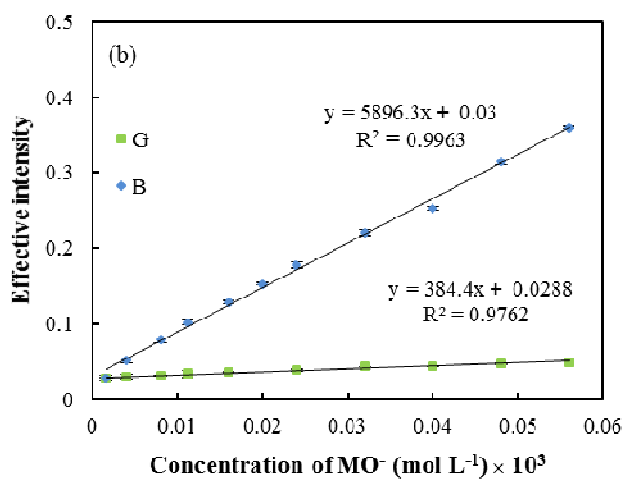 0.5
(b)
0.4
y = 5896.3x + 0.03
R² = 0.9963
G
0.3
B
Effective intensity
0.2
y = 384.4x + 0.0288
R² = 0.9762
0.1
0
0 0.01 0.02 0.03 0.04 0.05 0.06
Concentration of MO⁻ (mol L⁻¹) × 10³